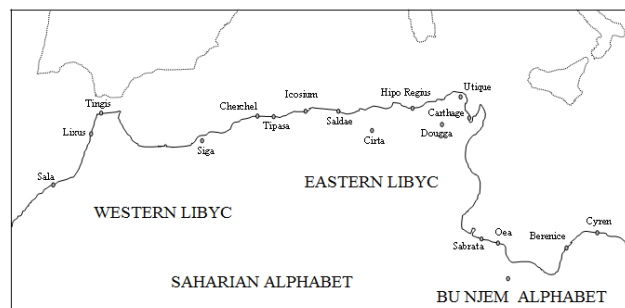 Utique
Hipo Regius
Icosium
Tingis
Cherchel
Carthage
Tipasa
Saldae
Lixus
Dougga
Cirta
Siga
Sala
EASTERN LIBYC
WESTERN LIBYC
Cyren
Oea
Berenice
Sabrata
SAHARIAN ALPHABET
BU NJEM ALPHABET